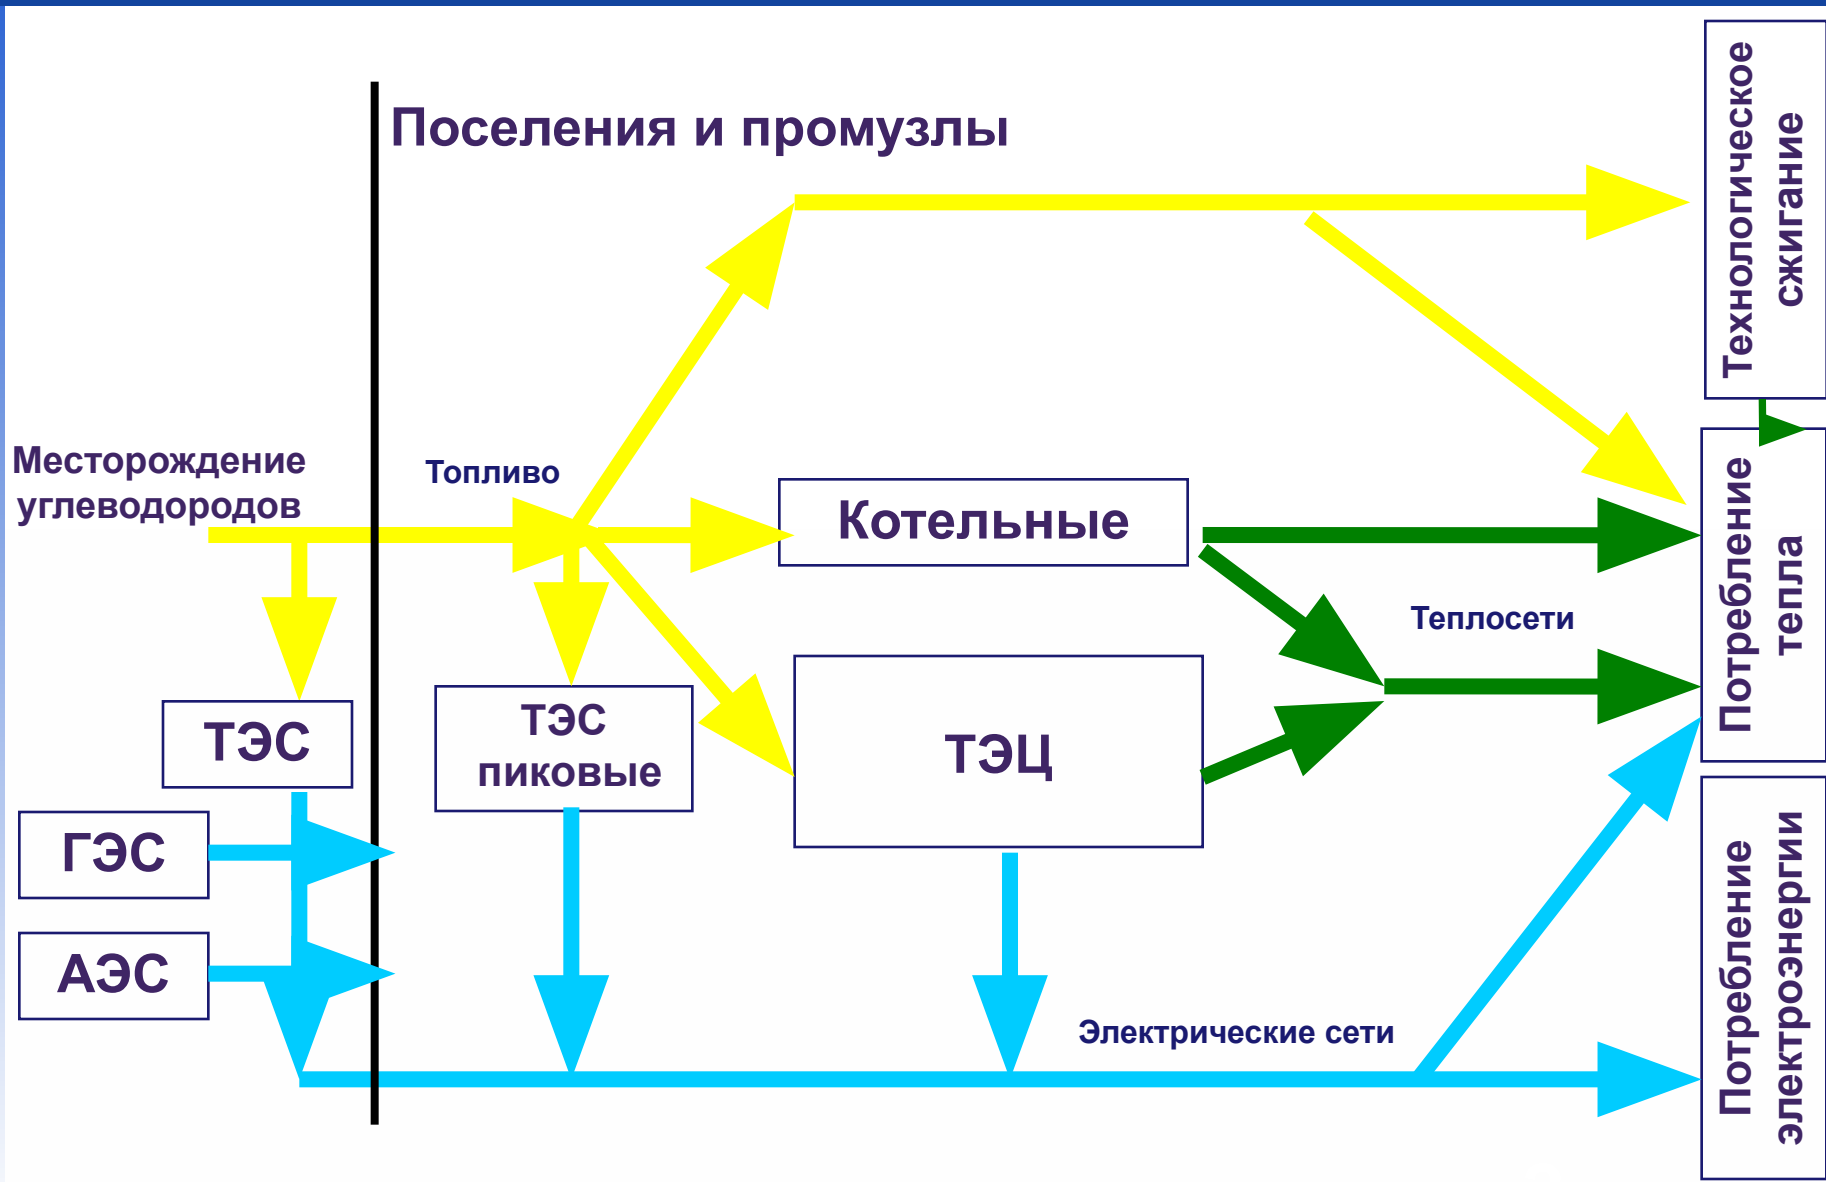 Поселения и промузлы
Технологическое
сжигание
Месторождение
углеводородов
Топливо
Котельные
Потребление
тепла
Теплосети
ТЭС
ТЭС
пиковые
ТЭЦ
ГЭС
АЭС
Электрические сети
Потребление
электроэнергии